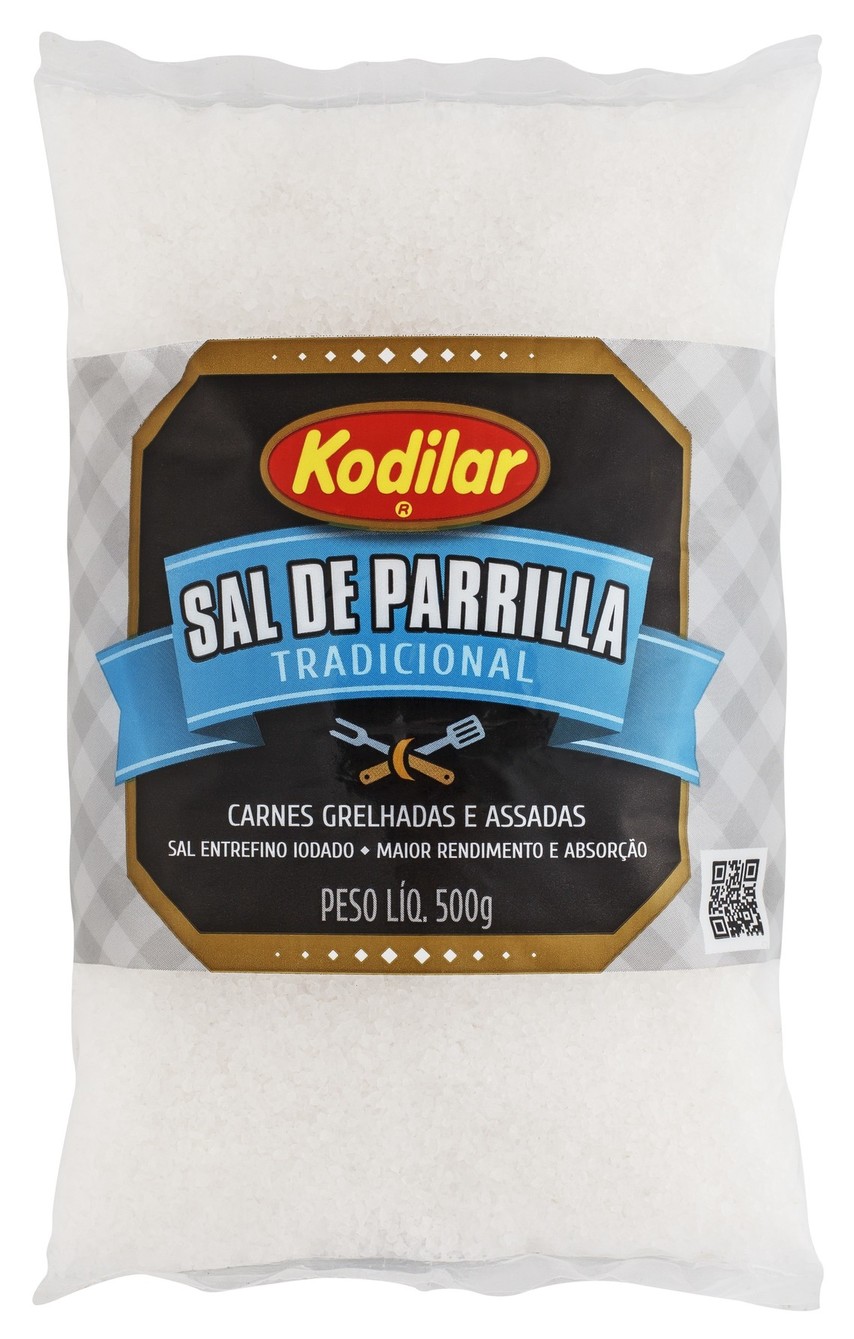 Kodilar
®
SAL DE PARRILLA
TRADICIONAL
CARNES GRELHADAS E ASSADAS
SAL ENTREFINO IODADO ◆ MAIOR RENDIMENTO E ABSORÇÃO
PESO LÍQ. 500g